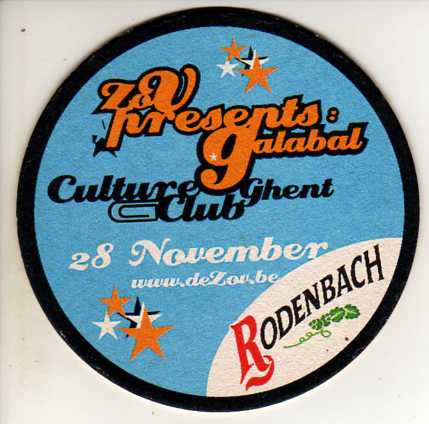 ZoV
presents:
galabal
Culture Ghent
Club
28 November
www.deZov.be
RODENBACH